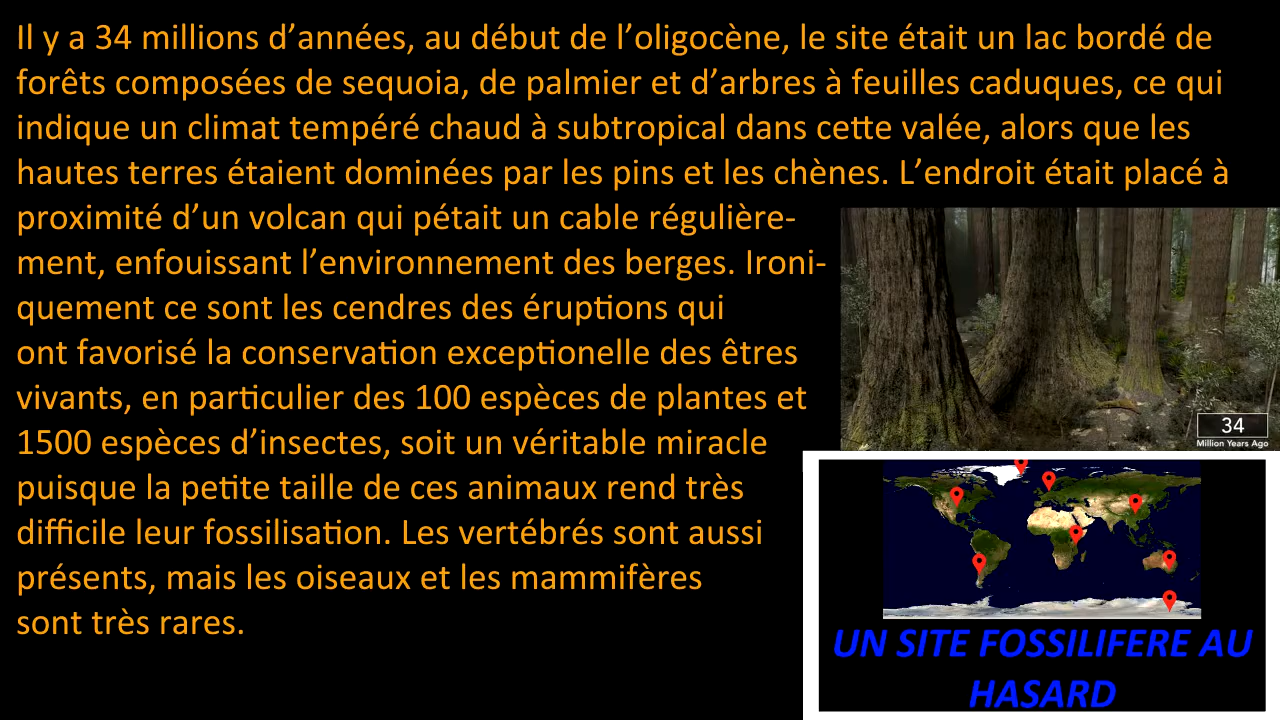 Il y a 34 millions d’années, au début de l’oligocène, le site était un lac bordé de
forêts composées de sequoia, de palmier et d’arbres à feuilles caduques, ce qui
indique un climat tempéré chaud à subtropical dans cette valée, alors que les
hautes terres étaient dominées par les pins et les chènes. L’endroit était placé à
proximité d’un volcan qui pétait un cable régulière-
ment, enfouissant l’environnement des berges. Ironi-
quement ce sont les cendres des éruptions qui
ont favorisé la conservation exceptionelle des êtres
vivants, en particulier des 100 espèces de plantes et
1500 espèces d’insectes, soit un véritable miracle
puisque la petite taille de ces animaux rend très
difficile leur fossilisation. Les vertébrés sont aussi
présents, mais les oiseaux et les mammifères
sont très rares.
34
Million Years Ago
UN SITE FOSSILIFERE AU
HASARD